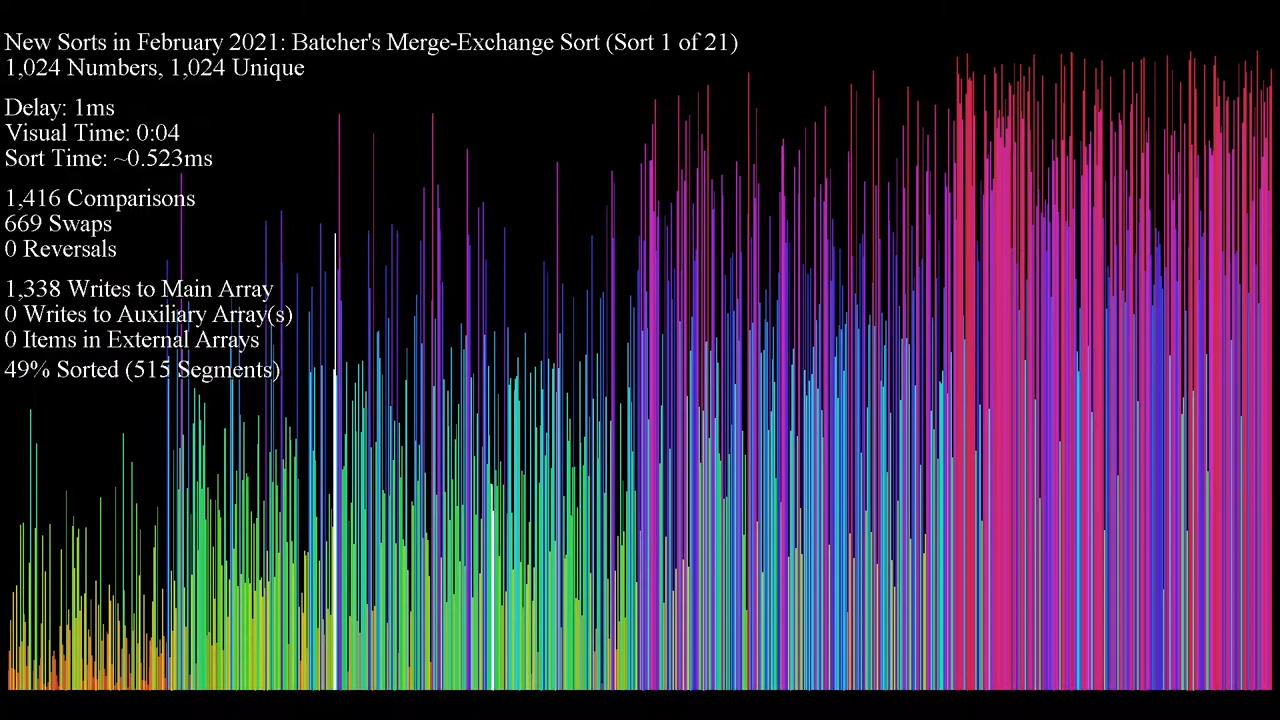 New Sorts in February 2021: Batcher's Merge-Exchange Sort (Sort 1 of 21)
1,024 Numbers, 1,024 Unique
Delay: 1ms
Visual Time: 0:04
Sort Time: ~0.523ms
1,416 Comparisons
669 Swaps
0 Reversals
1,338 Writes to Main Array
0 Writes to Auxiliary Array(s)
0 Items in External Arrays
49% Sorted (515 Segments)